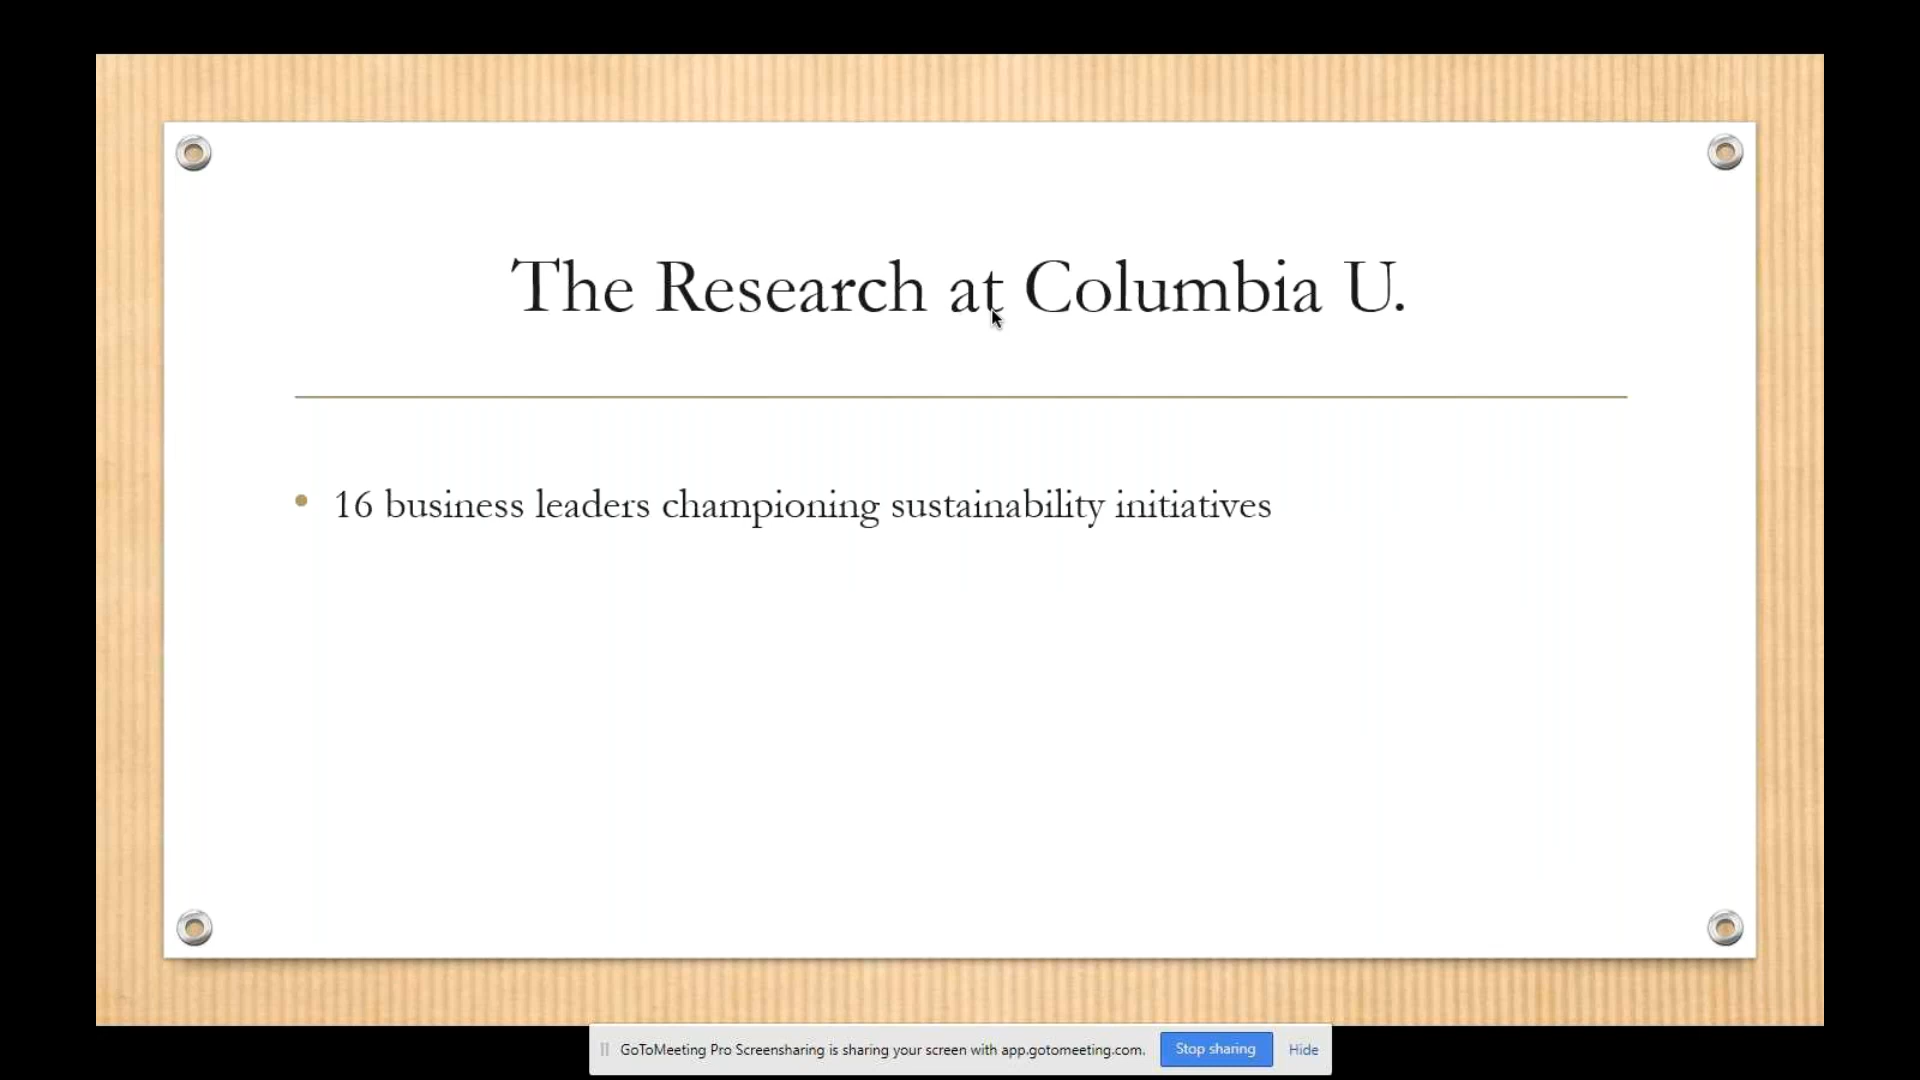 The Research at Columbia U.
16 business leaders championing sustainability initiatives
GoToMeeting Pro Screensharing is sharing your screen with app.gotomeeting.com. Stop sharing Hide